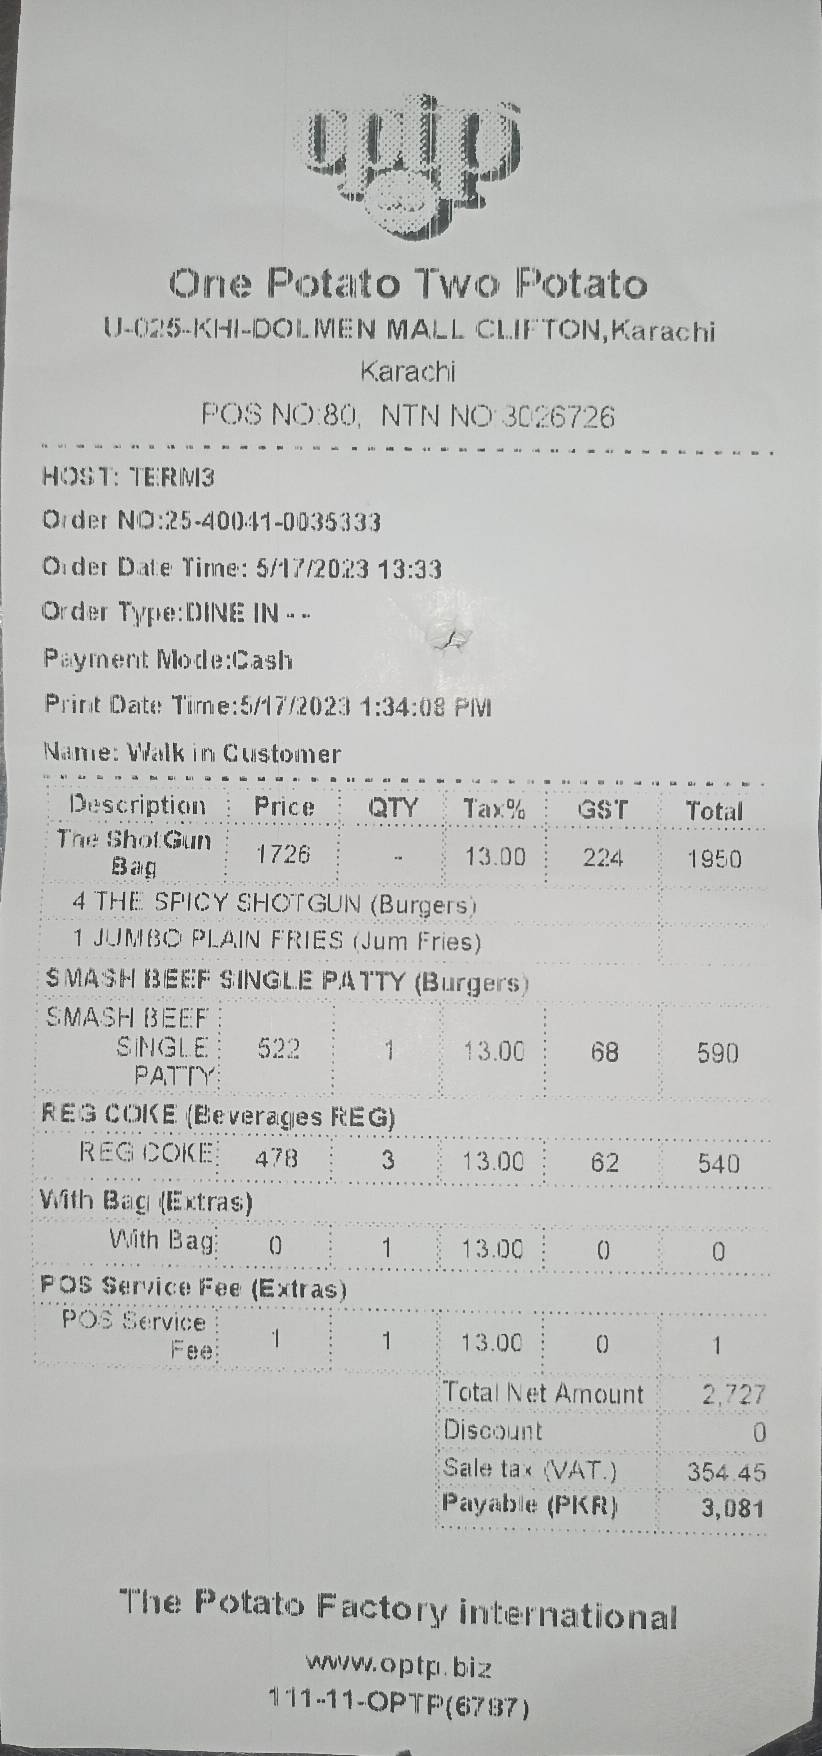 optp
One Potato Two Potato
U-025-KHI-DOLMEN MALL CLIFTON,Karachi
Karachi
POS NO:80, NTN NO:3026726
HOST: TERM3
Order NO:25-40041-0035333
Order Date Time: 5/17/2023 13:33
Order Type:DINE IN - -
Payment Mode:Cash
Print Date Time:5/17/2023 1:34:08 PM
Name: Walk in Customer
Description Price QTY Tax% GST Total
The ShotGun Bag 1726 - 13.00 224 1950
4 THE SPICY SHOTGUN (Burgers)
1 JUMBO PLAIN FRIES (Jum Fries)
SMASH BEEF SINGLE PATTY (Burgers)
SMASH BEEF SINGLE PATTY 522 1 13.00 68 590
REG COKE (Beverages REG)
REG COKE 478 3 13.00 62 540
With Bag (Extras)
With Bag 0 1 13.00 0 0
POS Service Fee (Extras)
POS Service Fee 1 1 13.00 0 1
Total Net Amount 2,727
Discount 0
Sale tax (VAT.) 354.45
Payable (PKR) 3,081
The Potato Factory international
www.optp.biz
111-11-OPTP(6787)